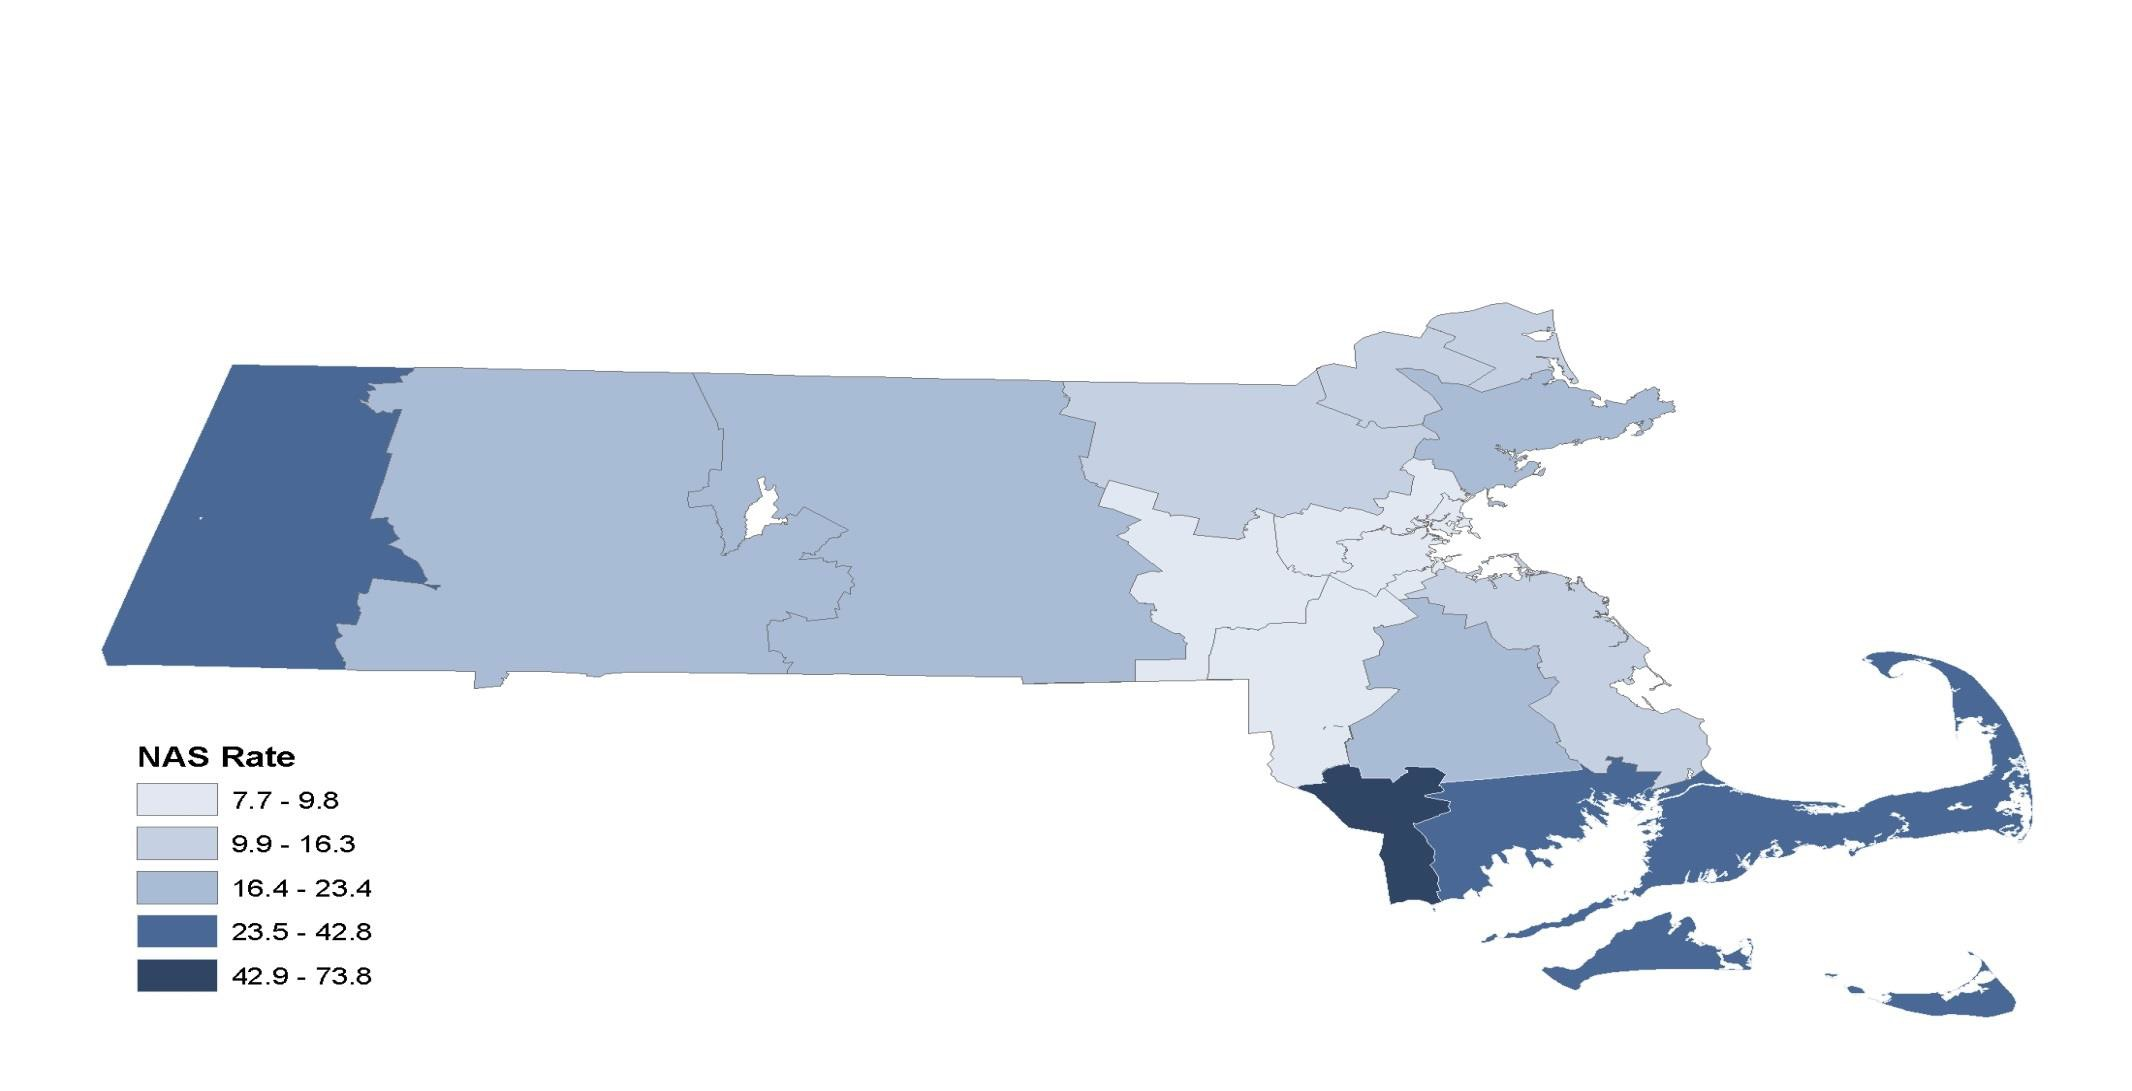 NAS Rate
7.7 - 9.8
9.9 - 16.3
16.4 - 23.4
23.5 - 42.8
42.9 - 73.8